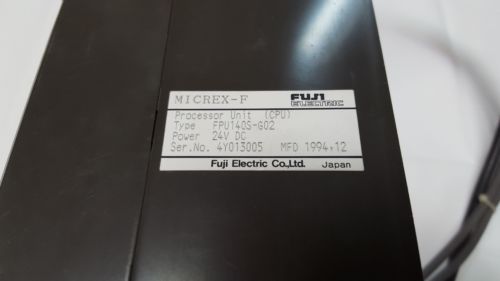 MICREX-F FUJI ELECTRIC
Processor Unit (CPU)
Type FPU140S-G02
Power 24V DC
Ser.No. 4Y013005 MFD 1994,12
Fuji Electric Co.,Ltd. Japan